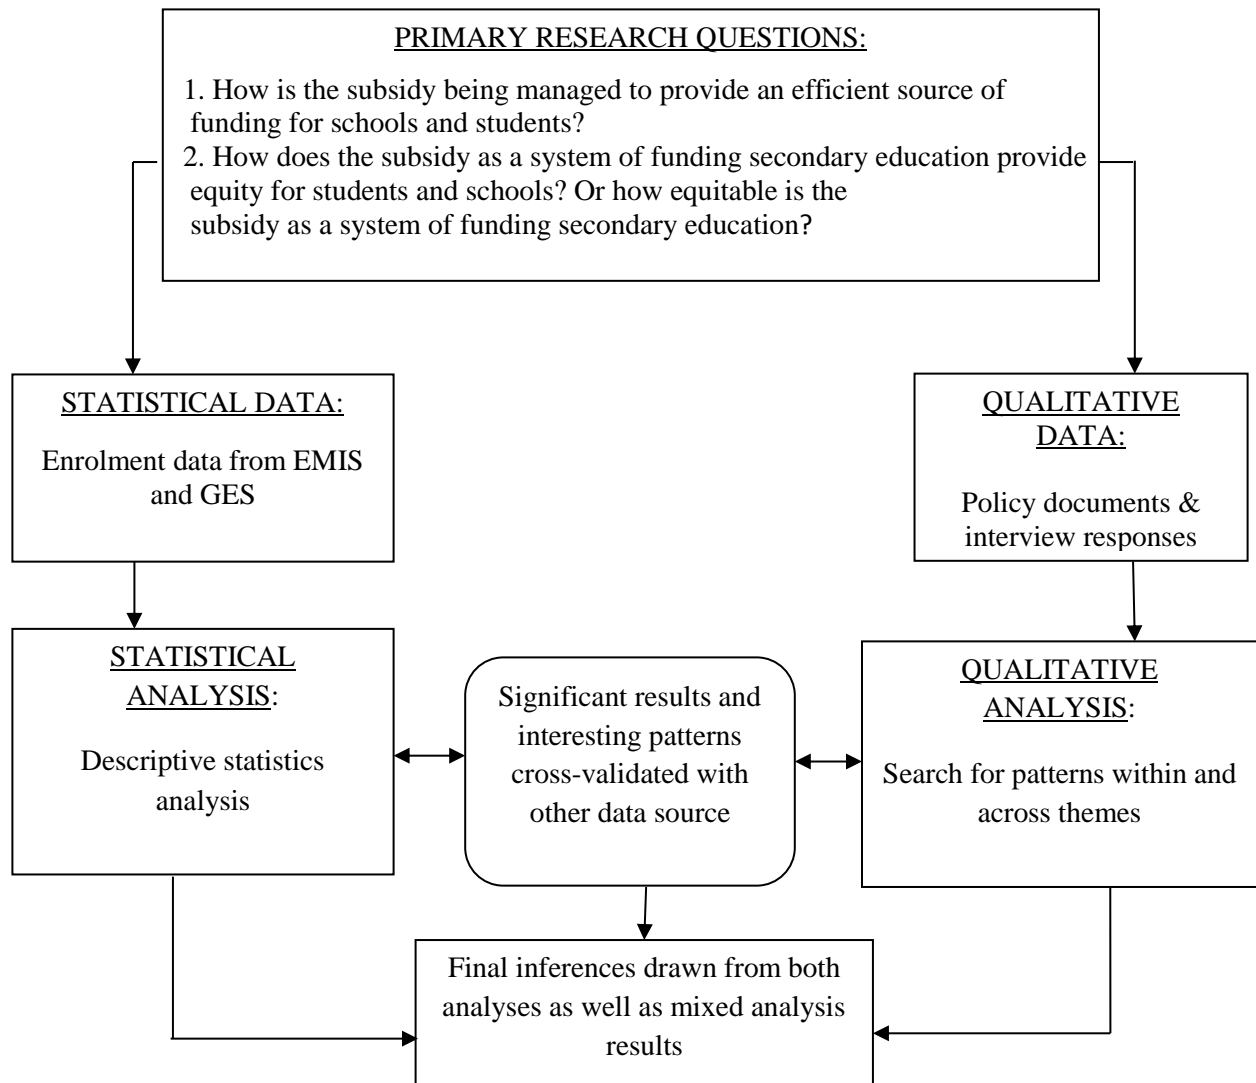 PRIMARY RESEARCH QUESTIONS:
1. How is the subsidy being managed to provide an efficient source of
funding for schools and students?
2. How does the subsidy as a system of funding secondary education provide
equity for students and schools? Or how equitable is the
subsidy as a system of funding secondary education?
STATISTICAL DATA:
Enrolment data from EMIS
and GES
QUALITATIVE
DATA:
Policy documents &
interview responses
STATISTICAL
ANALYSIS:
Descriptive statistics
analysis
Significant results and
interesting patterns
cross-validated with
other data source
QUALITATIVE
ANALYSIS:
Search for patterns within and
across themes
Final inferences drawn from both
analyses as well as mixed analysis
results